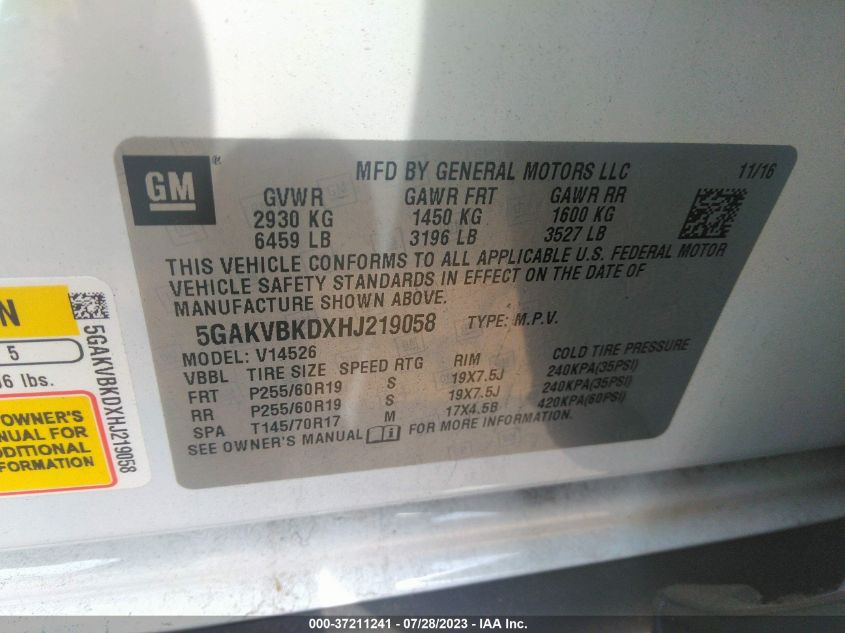 GM
®
MFD BY GENERAL MOTORS LLC
11/16
GVWR GAWR FRT GAWR RR
2930 KG 1450 KG 1600 KG
6459 LB 3196 LB 3527 LB
THIS VEHICLE CONFORMS TO ALL APPLICABLE U.S. FEDERAL MOTOR
VEHICLE SAFETY STANDARDS IN EFFECT ON THE DATE OF
MANUFACTURE SHOWN ABOVE.
5GAKVBKDXHJ219058 TYPE: M.P.V.
MODEL: V14526
VBBL TIRE SIZE SPEED RTG RIM COLD TIRE PRESSURE
FRT P255/60R19 S 19X7.5J 240KPA(35PSI)
RR P255/60R19 S 19X7.5J 240KPA(35PSI)
SPA T145/70R17 M 17X4.5B 420KPA(60PSI)
SEE OWNER'S MANUAL i FOR MORE INFORMATION.
N
5
6 lbs.
OWNER'S
ANUAL FOR
DDITIONAL
FORMATION
5GAKVBKDXHJ219058
000-37211241 - 07/28/2023 - IAA Inc.